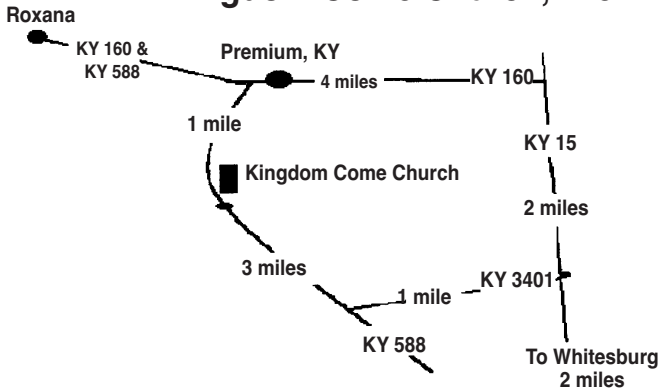 Roxana
KY 160 &
KY 588
Premium, KY
4 miles
KY 160
1 mile
KY 15
Kingdom Come Church
2 miles
3 miles
KY 3401
1 mile
KY 588
To Whitesburg
2 miles